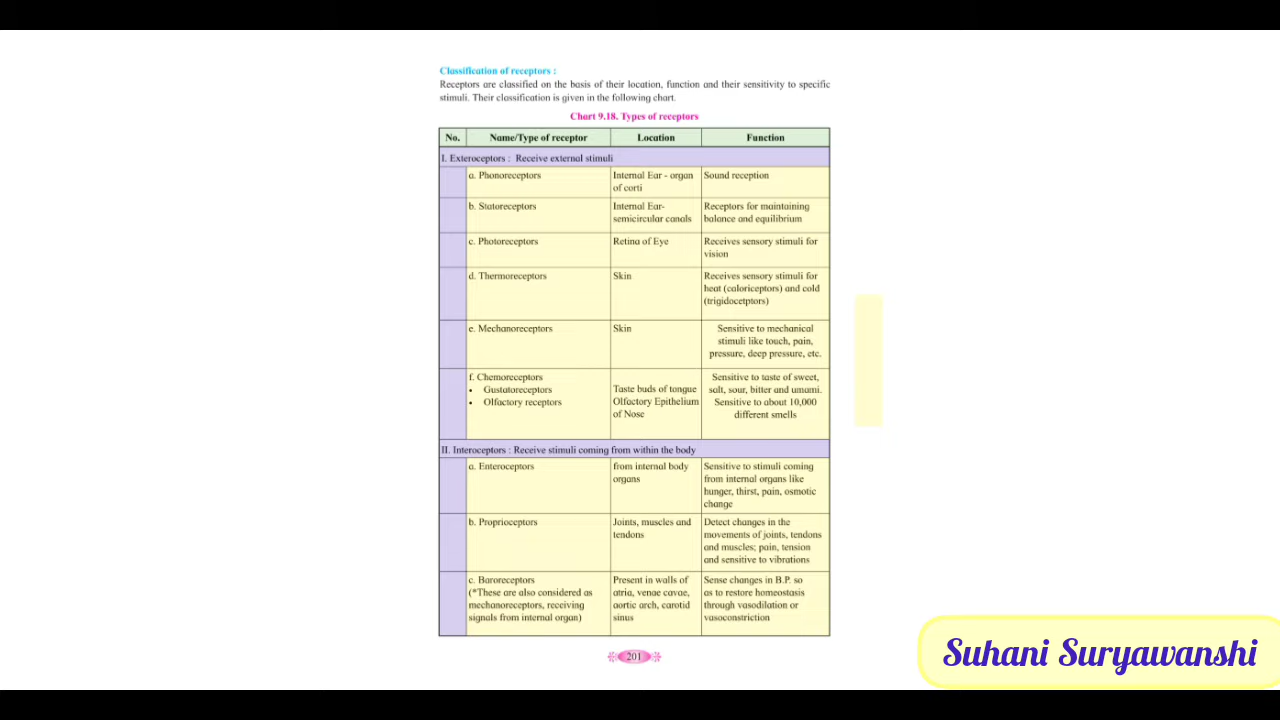 Classification of receptors :
Receptors are classified on the basis of their location, function and their sensitivity to specific
stimuli. Their classification is given in the following chart.
Chart 9.18. Types of receptors
No. Name/Type of receptor Location Function
I. Exteroceptors : Receive external stimuli
a. Phonoreceptors Internal Ear - organ Sound reception
of corti
b. Statoreceptors Internal Ear- Receptors for maintaining
semicircular canals balance and equilibrium
c. Photoreceptors Retina of Eye Receives sensory stimuli for
vision
d. Thermoreceptors Skin Receives sensory stimuli for
heat (caloriceptors) and cold
(trigidocetptors)
e. Mechanoreceptors Skin Sensitive to mechanical
stimuli like touch, pain,
pressure, deep pressure, etc.
f. Chemoreceptors Sensitive to taste of sweet,
• Gustatoreceptors Taste buds of tongue salt, sour, bitter and umami.
• Olfactory receptors Olfactory Epithelium Sensitive to about 10,000
of Nose different smells
II. Interoceptors : Receive stimuli coming from within the body
a. Enteroceptors from internal body Sensitive to stimuli coming
organs from internal organs like
hunger, thirst, pain, osmotic
change
b. Proprioceptors Joints, muscles and Detect changes in the
tendons movements of joints, tendons
and muscles; pain, tension
and sensitive to vibrations
c. Baroreceptors Present in walls of Sense changes in B.P. so
(*These are also considered as atria, venae cavae, as to restore homeostasis
mechanoreceptors, receiving aortic arch, carotid through vasodilation or
signals from internal organ) sinus vasoconstriction
201
Suhani Suryawanshi